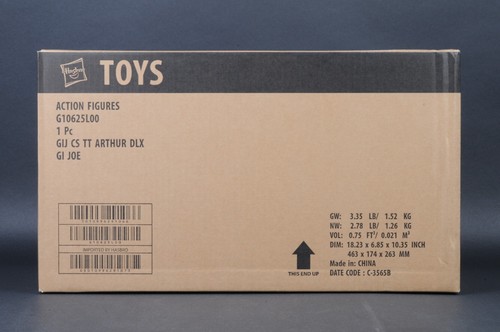 Hasbro
TOYS
ACTION FIGURES
G10625L00
1 Pc
GIJ CS TT ARTHUR DLX
GI JOE
G10625L00
IMPORTED BY HASBRO
GW: 3.35 LB/ 1.52 KG
NW: 2.78 LB/ 1.26 KG
VOL: 0.75 FT³/ 0.021 M³
DIM: 18.23 x 6.85 x 10.35 INCH
463 x 174 x 263 MM
Made in: CHINA
DATE CODE : C-3565B
THIS END UP